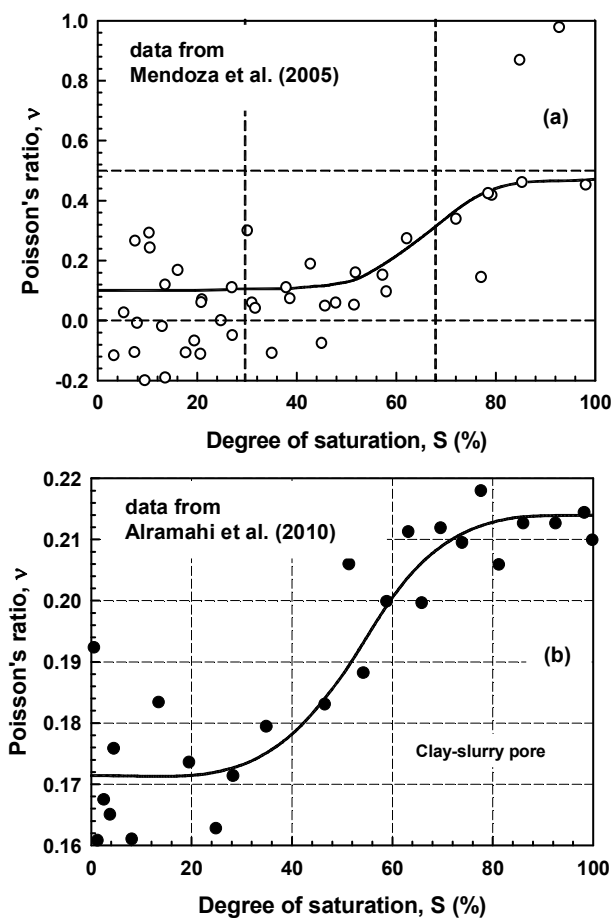 1.0
0.8
0.6
0.4
0.2
0.0
-0.2
Poisson's ratio, ν
data from
Mendoza et al. (2005)
(a)
0 20 40 60 80 100
Degree of saturation, S (%)
0.22
0.21
0.20
0.19
0.18
0.17
0.16
Poisson's ratio, ν
data from
Alramahi et al. (2010)
(b)
Clay-slurry pore
0 20 40 60 80 100
Degree of saturation, S (%)